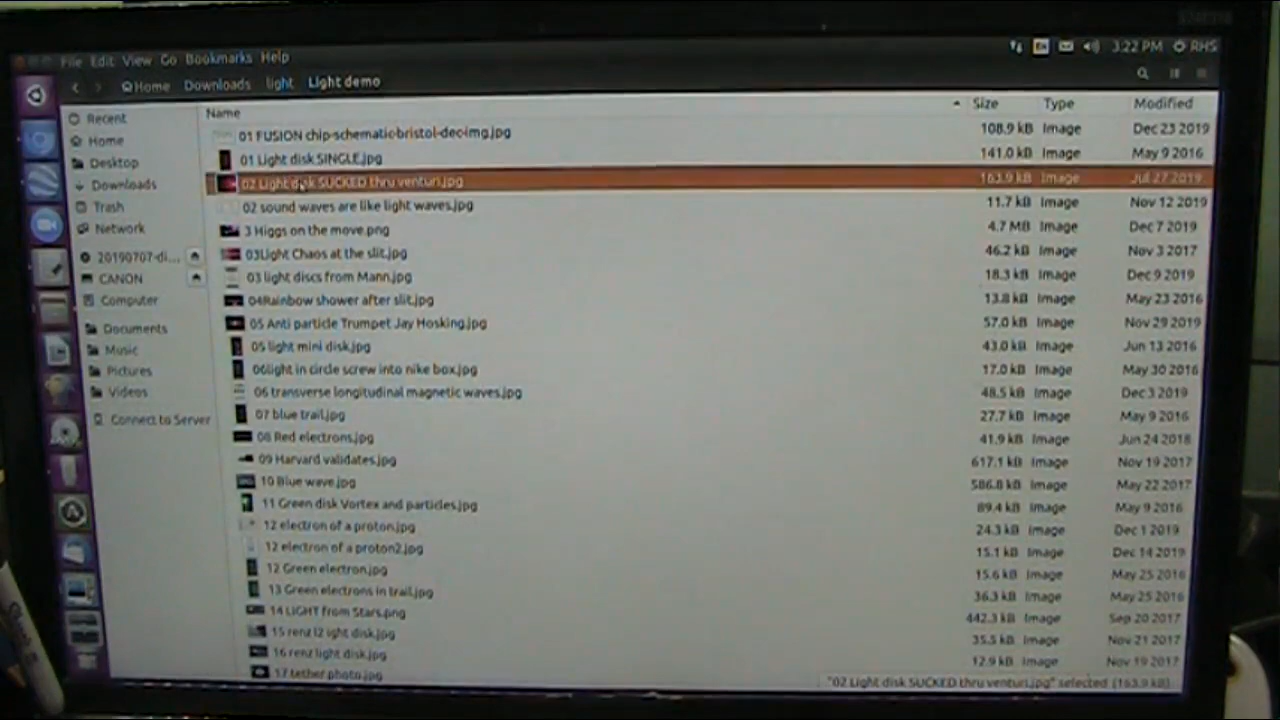 File Edit View Go Bookmarks Help
3:22 PM RHS
Home Downloads light Light demo
Name Size Type Modified
Recent
Home
Desktop
Downloads
Trash
Network
20190707-di...
CANON
Computer
Documents
Music
Pictures
Videos
Connect to Server
01 FUSION chip-schematic-bristol-deo-img.jpg 108.9 kB Image Dec 23 2019
01 Light disk SINGLE.jpg 141.0 kB Image May 9 2016
02 Light disk SUCKED thru venturi.jpg 163.9 kB Image Jul 27 2019
02 sound waves are like light waves.jpg 11.7 kB Image Nov 12 2019
3 Higgs on the move.png 4.7 MB Image Dec 7 2019
03Light Chaos at the slit.jpg 46.2 kB Image Nov 3 2017
03 light discs from Mann.jpg 18.3 kB Image Dec 9 2019
04Rainbow shower after slit.jpg 13.8 kB Image May 23 2016
05 Anti particle Trumpet Jay Hosking.jpg 57.0 kB Image Nov 29 2019
05 light mini disk.jpg 43.0 kB Image Jun 13 2016
06light in circle screw into nike box.jpg 17.0 kB Image May 30 2016
06 transverse longitudinal magnetic waves.jpg 48.5 kB Image Dec 3 2019
07 blue trail.jpg 27.7 kB Image May 9 2016
08 Red electrons.jpg 41.9 kB Image Jun 24 2018
09 Harvard validates.jpg 617.1 kB Image Nov 19 2017
10 Blue wave.jpg 586.8 kB Image May 22 2017
11 Green disk Vortex and particles.jpg 89.4 kB Image May 9 2016
12 electron of a proton.jpg 24.3 kB Image Dec 1 2019
12 electron of a proton2.jpg 15.1 kB Image Dec 14 2019
12 Green electron.jpg 15.6 kB Image May 25 2016
13 Green electrons in trail.jpg 36.3 kB Image May 25 2016
14 LIGHT from Stars.png 442.3 kB Image Sep 20 2017
15 renz l2 ight disk.jpg 35.5 kB Image Nov 21 2017
16 renz light disk.jpg 12.9 kB Image Nov 19 2017
17 tether photo.jpg
"02 Light disk SUCKED thru venturi.jpg" selected (163.9 kB)